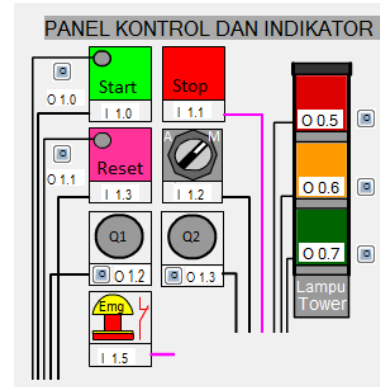 PANEL KONTROL DAN INDIKATOR
Start
Stop
O 1.0
I 1.0
I 1.1
Reset
A M
O 1.1
I 1.3
I 1.2
Q1
Q2
O 1.2
O 1.3
Emg
I 1.5
O 0.5
O 0.6
O 0.7
Lampu
Tower